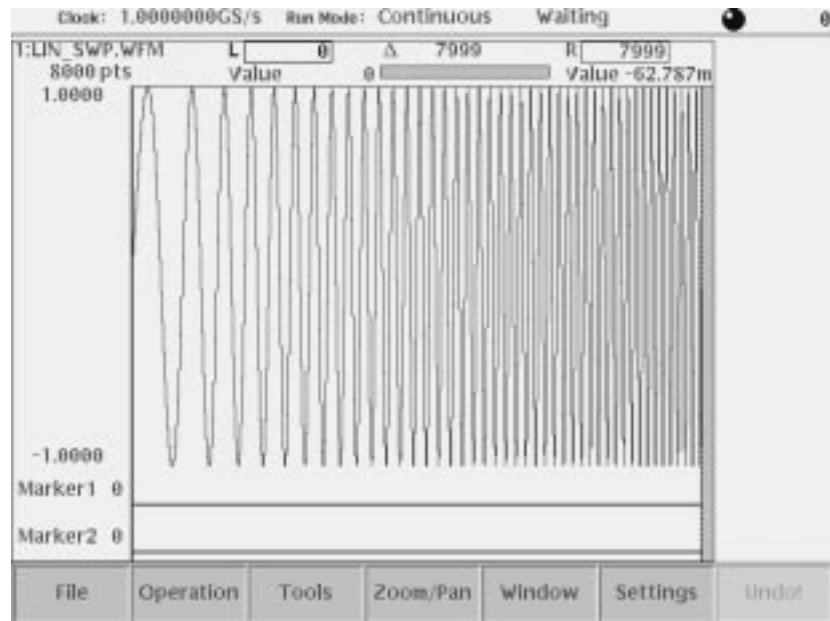 Clock: 1.0000000GS/s Run Mode: Continuous Waiting 0
1:LIN_SWP.WFM L 0 Δ 7999 R 7999
8000 pts Value 0 Value -62.787m
1.0000
-1.0000
Marker1 0
Marker2 0
File Operation Tools Zoom/Pan Window Settings Undo!